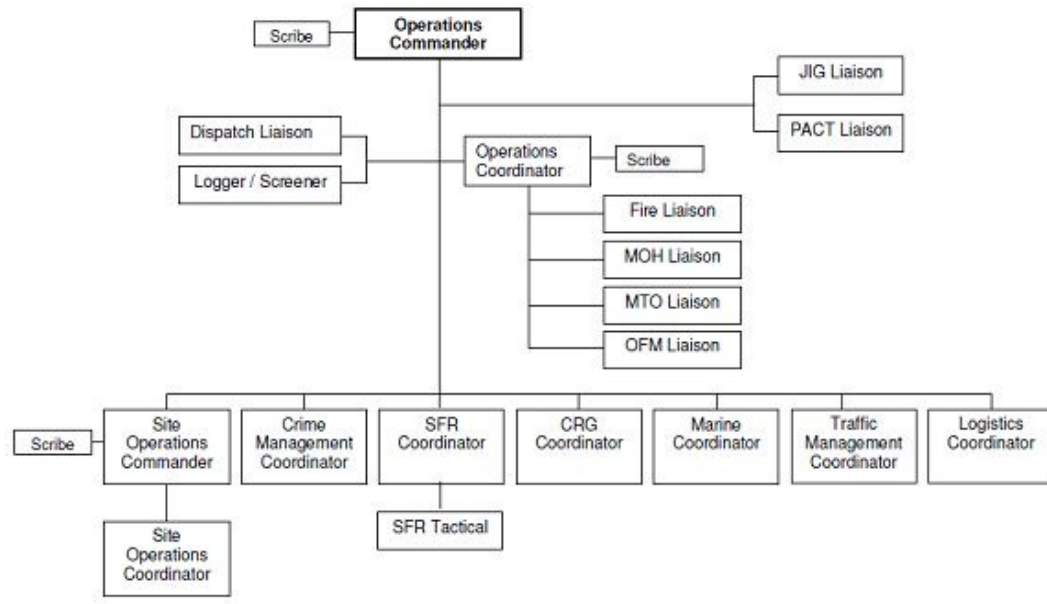 Scribe
Operations
Commander
JIG Liaison
PACT Liaison
Dispatch Liaison
Logger / Screener
Operations
Coordinator
Scribe
Fire Liaison
MOH Liaison
MTO Liaison
OFM Liaison
Scribe
Site
Operations
Commander
Crime
Management
Coordinator
SFR
Coordinator
CRG
Coordinator
Marine
Coordinator
Traffic
Management
Coordinator
Logistics
Coordinator
Site
Operations
Coordinator
SFR Tactical